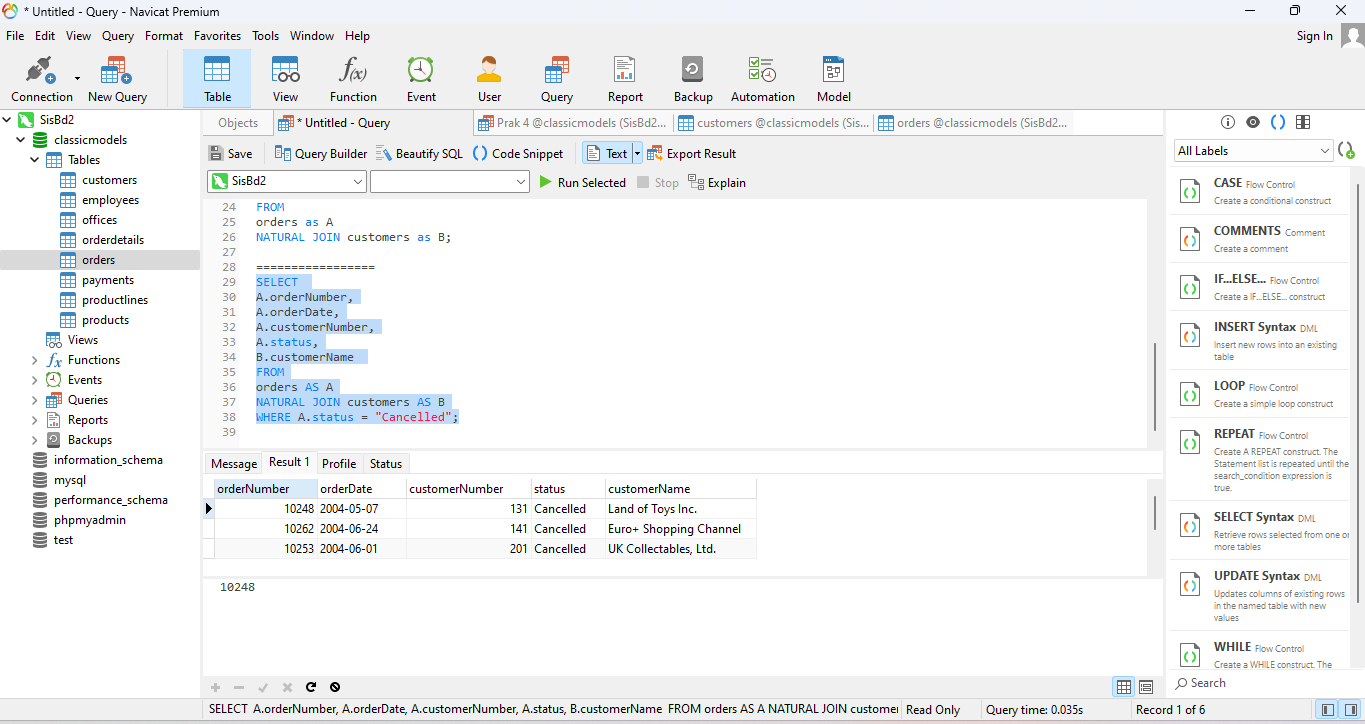 * Untitled - Query - Navicat Premium
File Edit View Query Format Favorites Tools Window Help
Sign In
Connection New Query Table View Function Event User Query Report Backup Automation Model
f(x)
SisBd2
classicmodels
Tables
customers
employees
offices
orderdetails
orders
payments
productlines
products
Views
fx Functions
Events
Queries
Reports
Backups
information_schema
mysql
performance_schema
phpmyadmin
test
Objects * Untitled - Query Prak 4 @classicmodels (SisBd2... customers @classicmodels (Sis... orders @classicmodels (SisBd2...
Save Query Builder Beautify SQL () Code Snippet Text Export Result
SisBd2 Run Selected Stop Explain
24 FROM
25 orders as A
26 NATURAL JOIN customers as B;
27
28 =================
29 SELECT
30 A.orderNumber,
31 A.orderDate,
32 A.customerNumber,
33 A.status,
34 B.customerName
35 FROM
36 orders AS A
37 NATURAL JOIN customers AS B
38 WHERE A.status = "Cancelled";
39
Message Result 1 Profile Status
orderNumber orderDate customerNumber status customerName
10248 2004-05-07 131 Cancelled Land of Toys Inc.
10262 2004-06-24 141 Cancelled Euro+ Shopping Channel
10253 2004-06-01 201 Cancelled UK Collectables, Ltd.
10248
All Labels
CASE Flow Control
Create a conditional construct
COMMENTS Comment
Create a comment
IF...ELSE... Flow Control
Create a IF...ELSE... construct
INSERT Syntax DML
Insert new rows into an existing
table
LOOP Flow Control
Create a simple loop construct
REPEAT Flow Control
Create A REPEAT construct. The
Statement list is repeated until the
search_condition expression is
true.
SELECT Syntax DML
Retrieve rows selected from one or
more tables
UPDATE Syntax DML
Updates columns of existing rows
in the named table with new
values
WHILE Flow Control
Create a WHILE construct. The
Search
SELECT A.orderNumber, A.orderDate, A.customerNumber, A.status, B.customerName FROM orders AS A NATURAL JOIN customer Read Only Query time: 0.035s Record 1 of 6